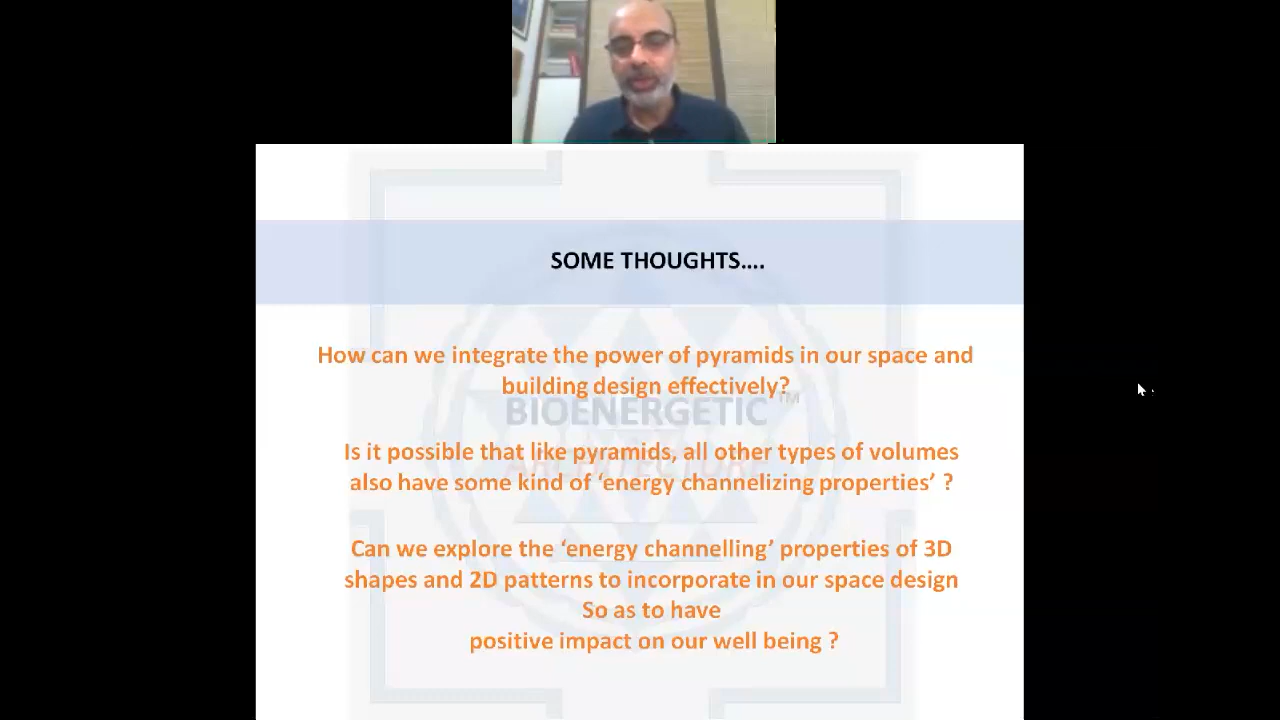 SOME THOUGHTS....
How can we integrate the power of pyramids in our space and
building design effectively?
BIOENERGETIC™
Is it possible that like pyramids, all other types of volumes
ARCHITECTURE
also have some kind of ‘energy channelizing properties’ ?
Can we explore the ‘energy channelling’ properties of 3D
shapes and 2D patterns to incorporate in our space design
So as to have
positive impact on our well being ?